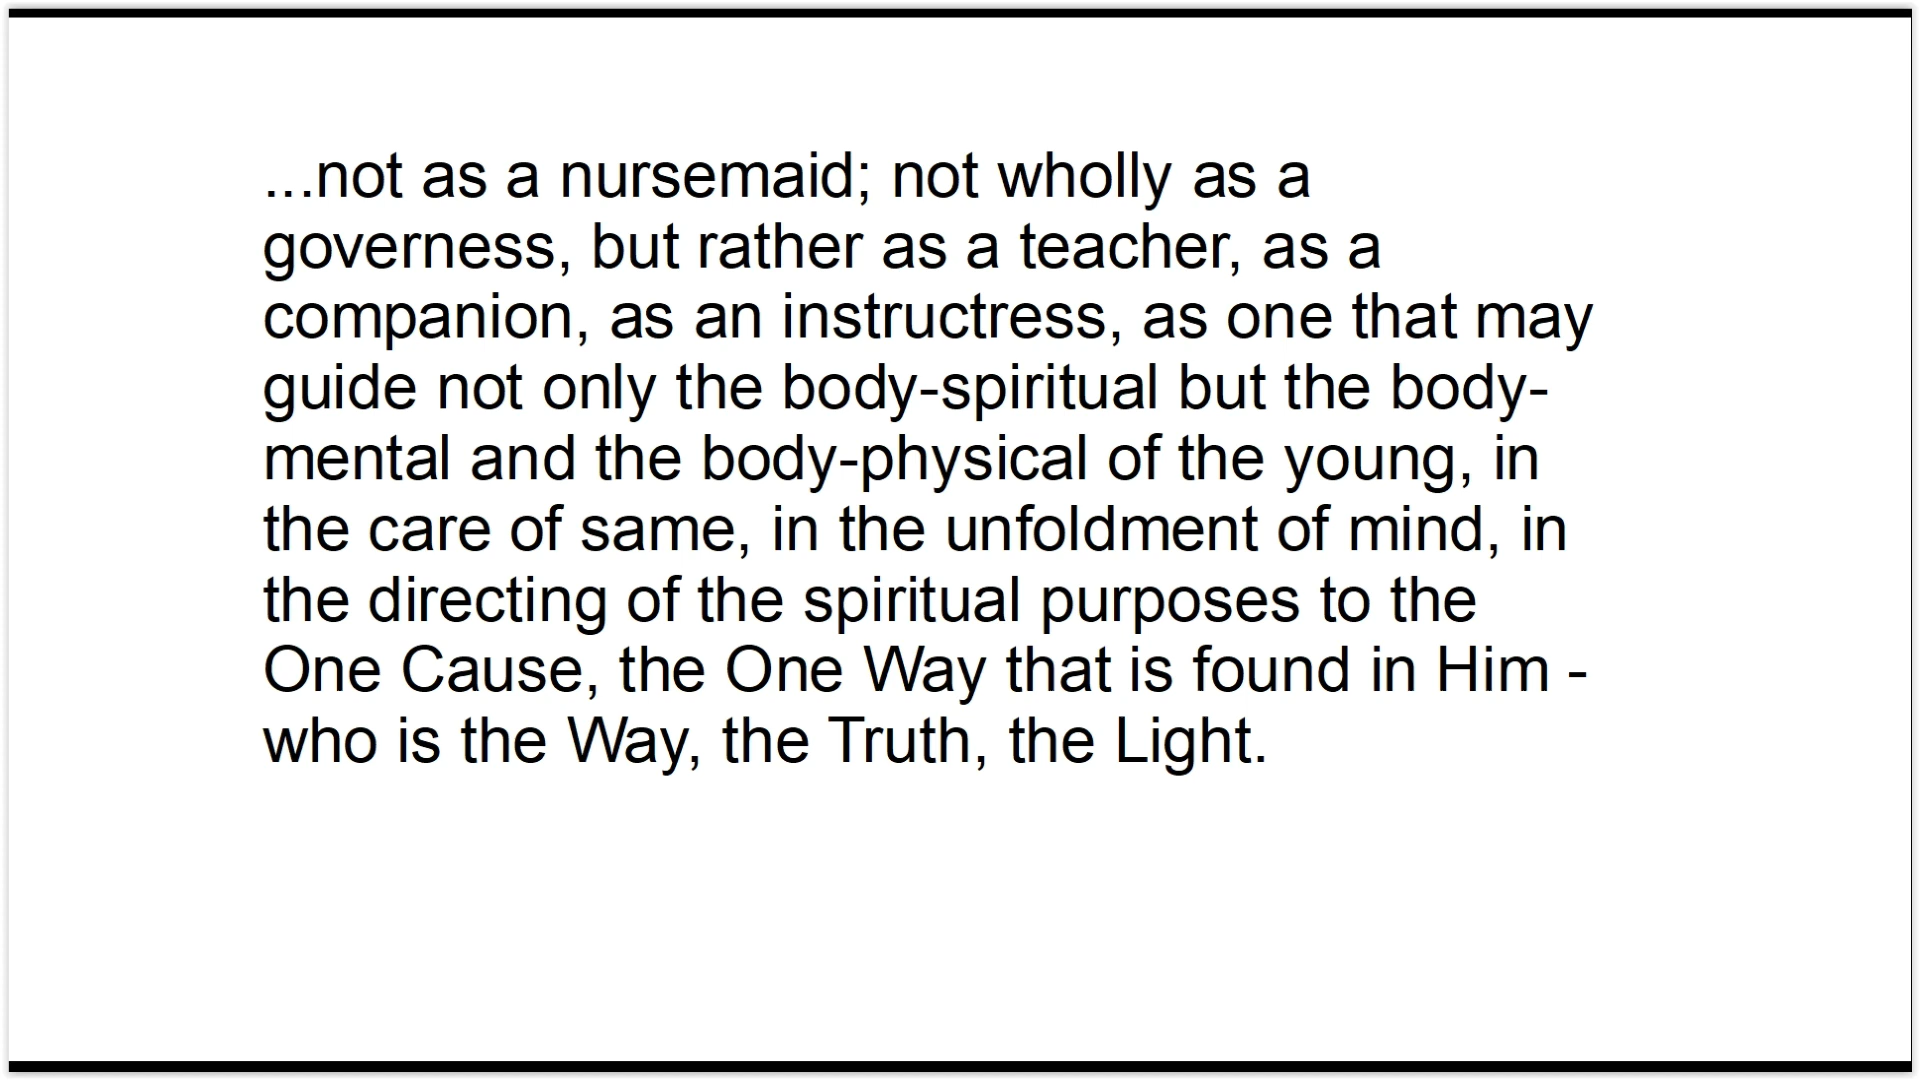 ...not as a nursemaid; not wholly as a
governess, but rather as a teacher, as a
companion, as an instructress, as one that may
guide not only the body-spiritual but the body-
mental and the body-physical of the young, in
the care of same, in the unfoldment of mind, in
the directing of the spiritual purposes to the
One Cause, the One Way that is found in Him -
who is the Way, the Truth, the Light.